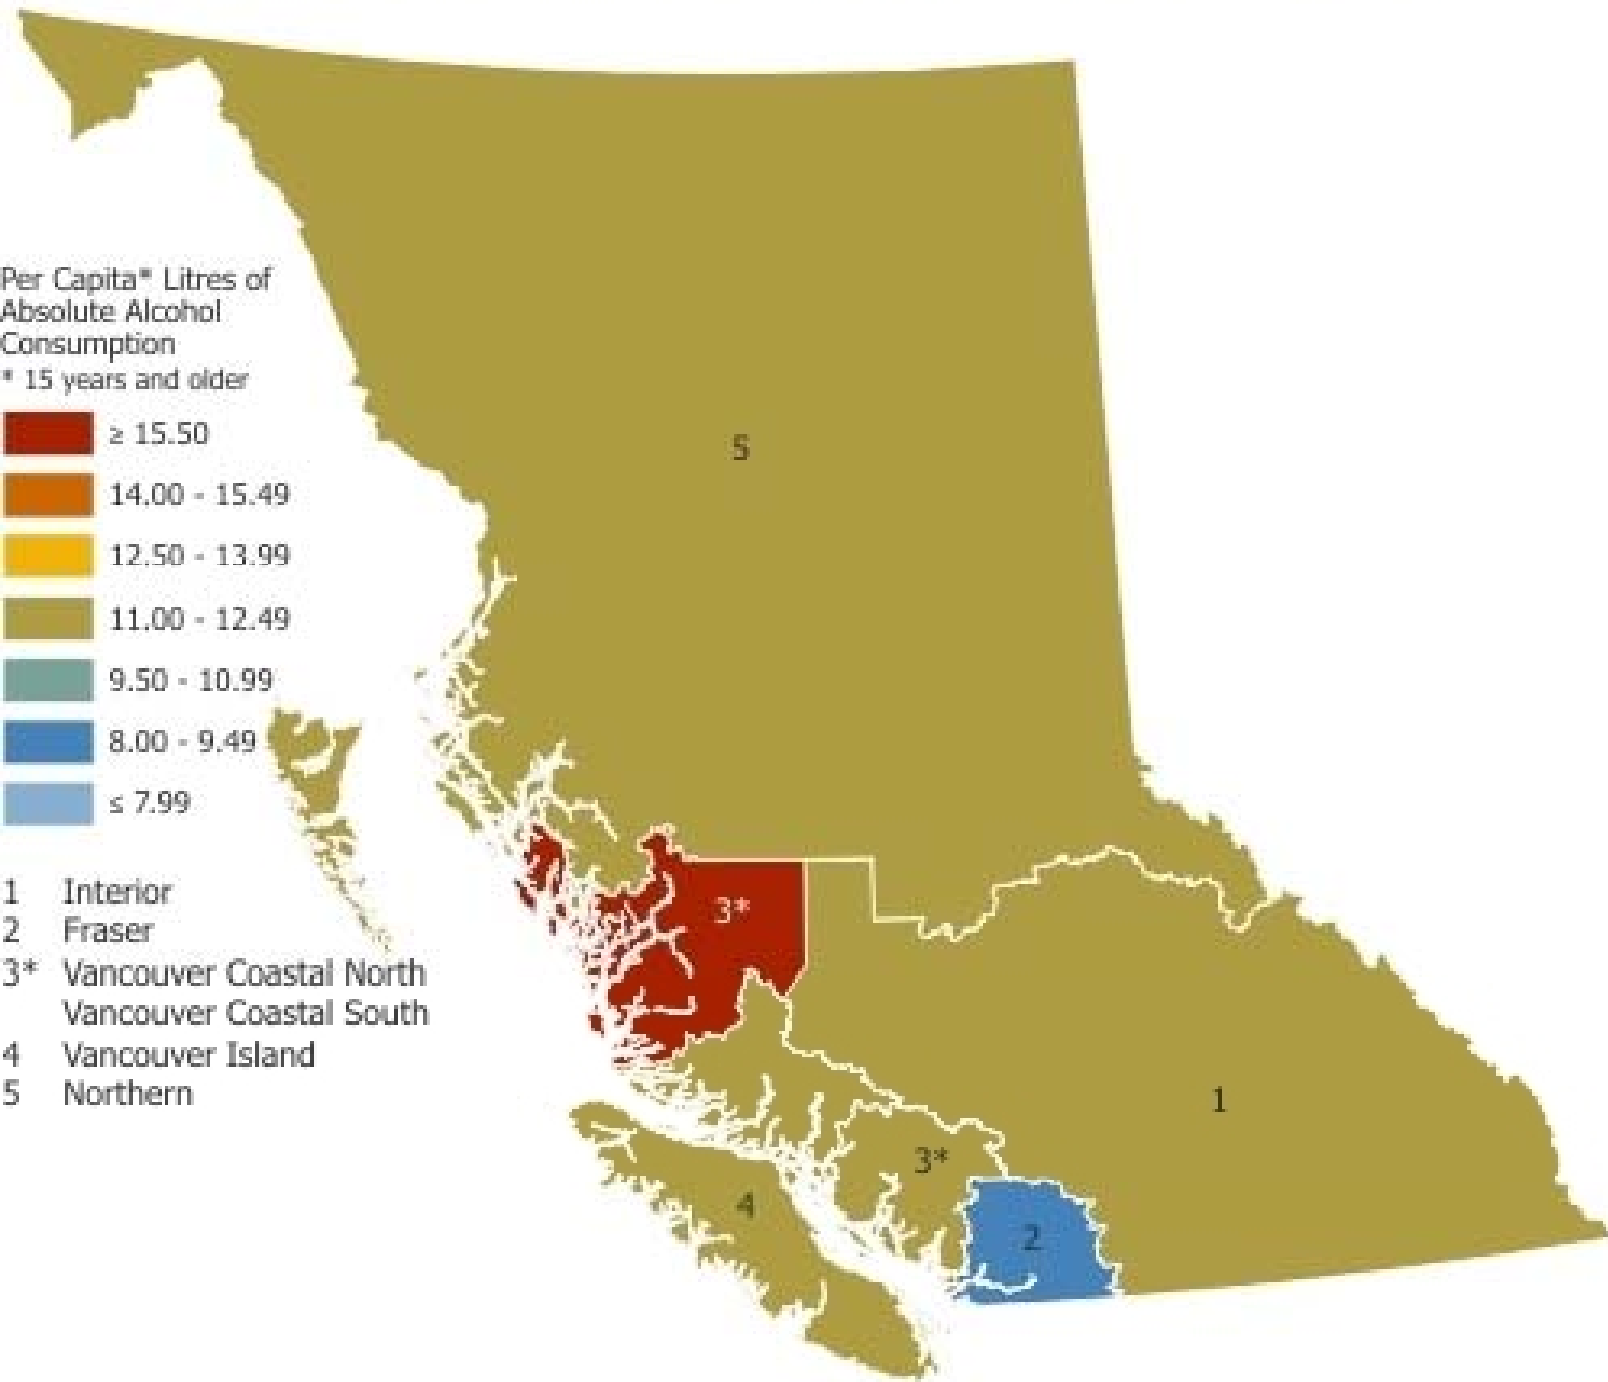 Per Capita* Litres of
Absolute Alcohol
Consumption
* 15 years and older
≥ 15.50
14.00 - 15.49
12.50 - 13.99
11.00 - 12.49
9.50 - 10.99
8.00 - 9.49
≤ 7.99
1 Interior
2 Fraser
3* Vancouver Coastal North
Vancouver Coastal South
4 Vancouver Island
5 Northern
5
3*
1
3*
4
2